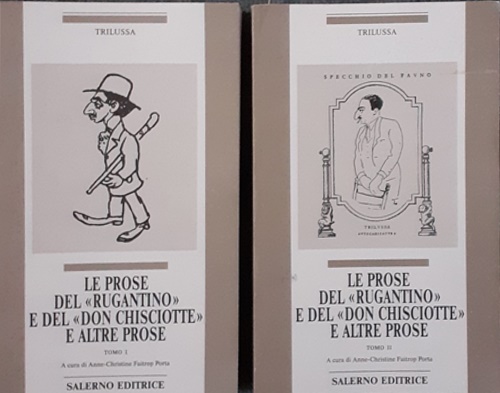 TRILUSSA
LE PROSE
DEL «RUGANTINO»
E DEL «DON CHISCIOTTE»
E ALTRE PROSE
TOMO I
A cura di Anne-Christine Faitrop Porta
SALERNO EDITRICE
TRILUSSA
SPECCHIO DEL FAUNO
TRILUSSA
LE PROSE
DEL «RUGANTINO»
E DEL «DON CHISCIOTTE»
E ALTRE PROSE
TOMO II
A cura di Anne-Christine Faitrop Porta
SALERNO EDITRICE